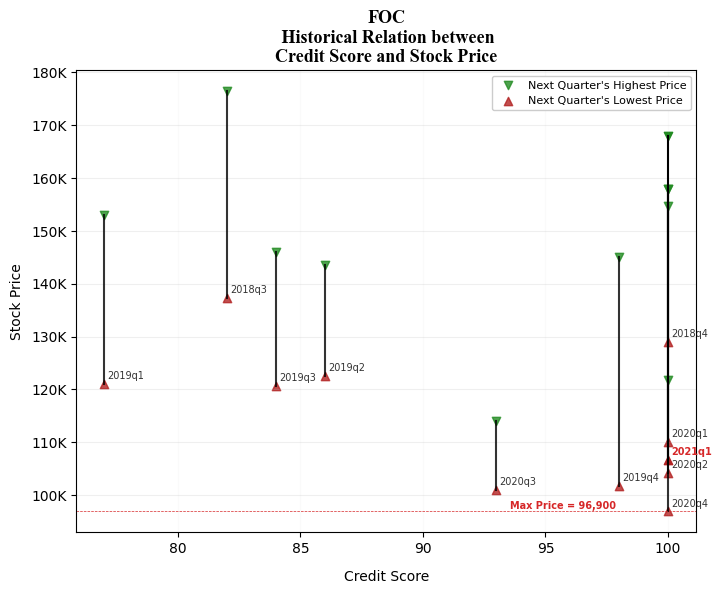 FOC
Historical Relation between
Credit Score and Stock Price
Next Quarter's Highest Price
Next Quarter's Lowest Price
Stock Price
180K
170K
160K
150K
140K
130K
120K
110K
100K
2018q3
2018q4
2019q1
2019q3
2019q2
2020q1
2021q1
2020q2
2020q3
2019q4
2020q4
Max Price = 96,900
80
85
90
95
100
Credit Score